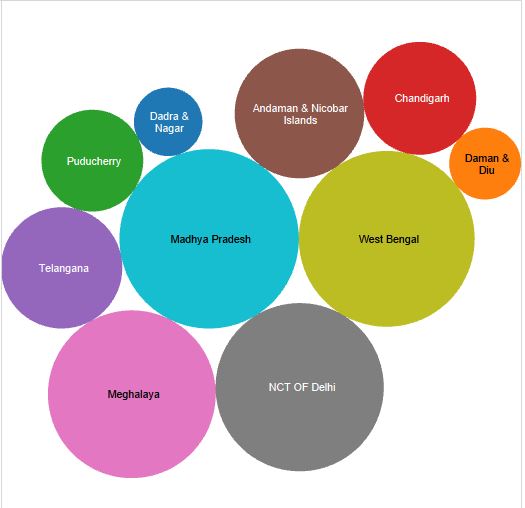 Chandigarh
Andaman & Nicobar
Islands
Dadra &
Nagar
Puducherry
Daman &
Diu
Madhya Pradesh
West Bengal
Telangana
NCT OF Delhi
Meghalaya